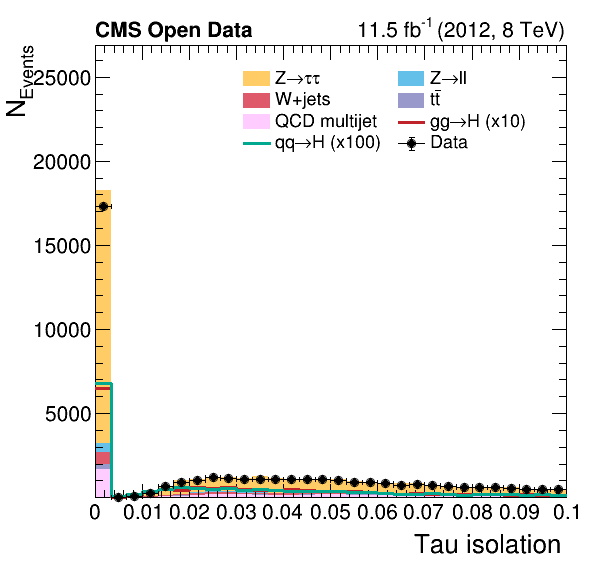 CMS Open Data 11.5 fb⁻¹ (2012, 8 TeV)
N_Events
25000
20000
15000
10000
5000
Z→ττ Z→ll
W+jets tt̄
QCD multijet gg→H (x10)
qq→H (x100) Data
0 0.01 0.02 0.03 0.04 0.05 0.06 0.07 0.08 0.09 0.1
Tau isolation